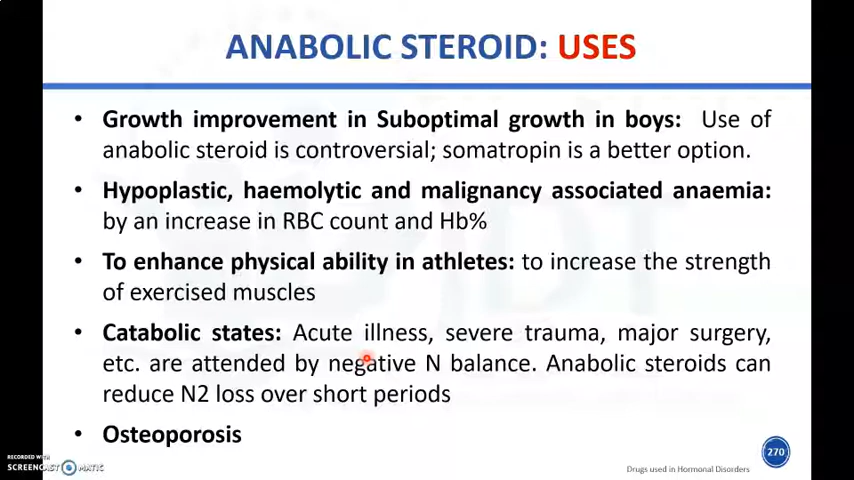 ANABOLIC STEROID: USES
• Growth improvement in Suboptimal growth in boys: Use of
anabolic steroid is controversial; somatropin is a better option.
• Hypoplastic, haemolytic and malignancy associated anaemia:
by an increase in RBC count and Hb%
• To enhance physical ability in athletes: to increase the strength
of exercised muscles
• Catabolic states: Acute illness, severe trauma, major surgery,
etc. are attended by negative N balance. Anabolic steroids can
reduce N2 loss over short periods
• Osteoporosis
270
Drugs used in Hormonal Disorders
RECORDED WITH
SCREENCAST MATIC